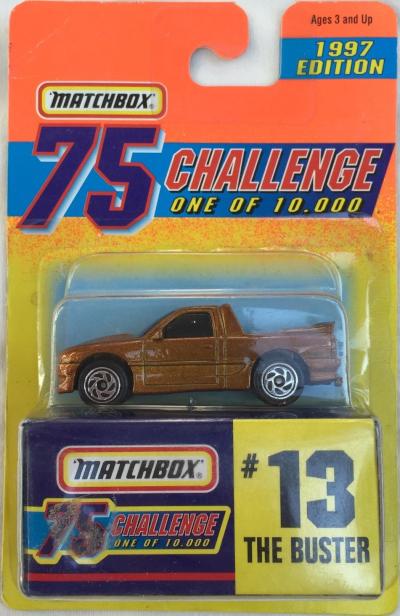 Ages 3 and Up
1997
EDITION
MATCHBOX®
75 CHALLENGE
ONE OF 10,000
MATCHBOX®
75 CHALLENGE
ONE OF 10,000
#13
THE BUSTER